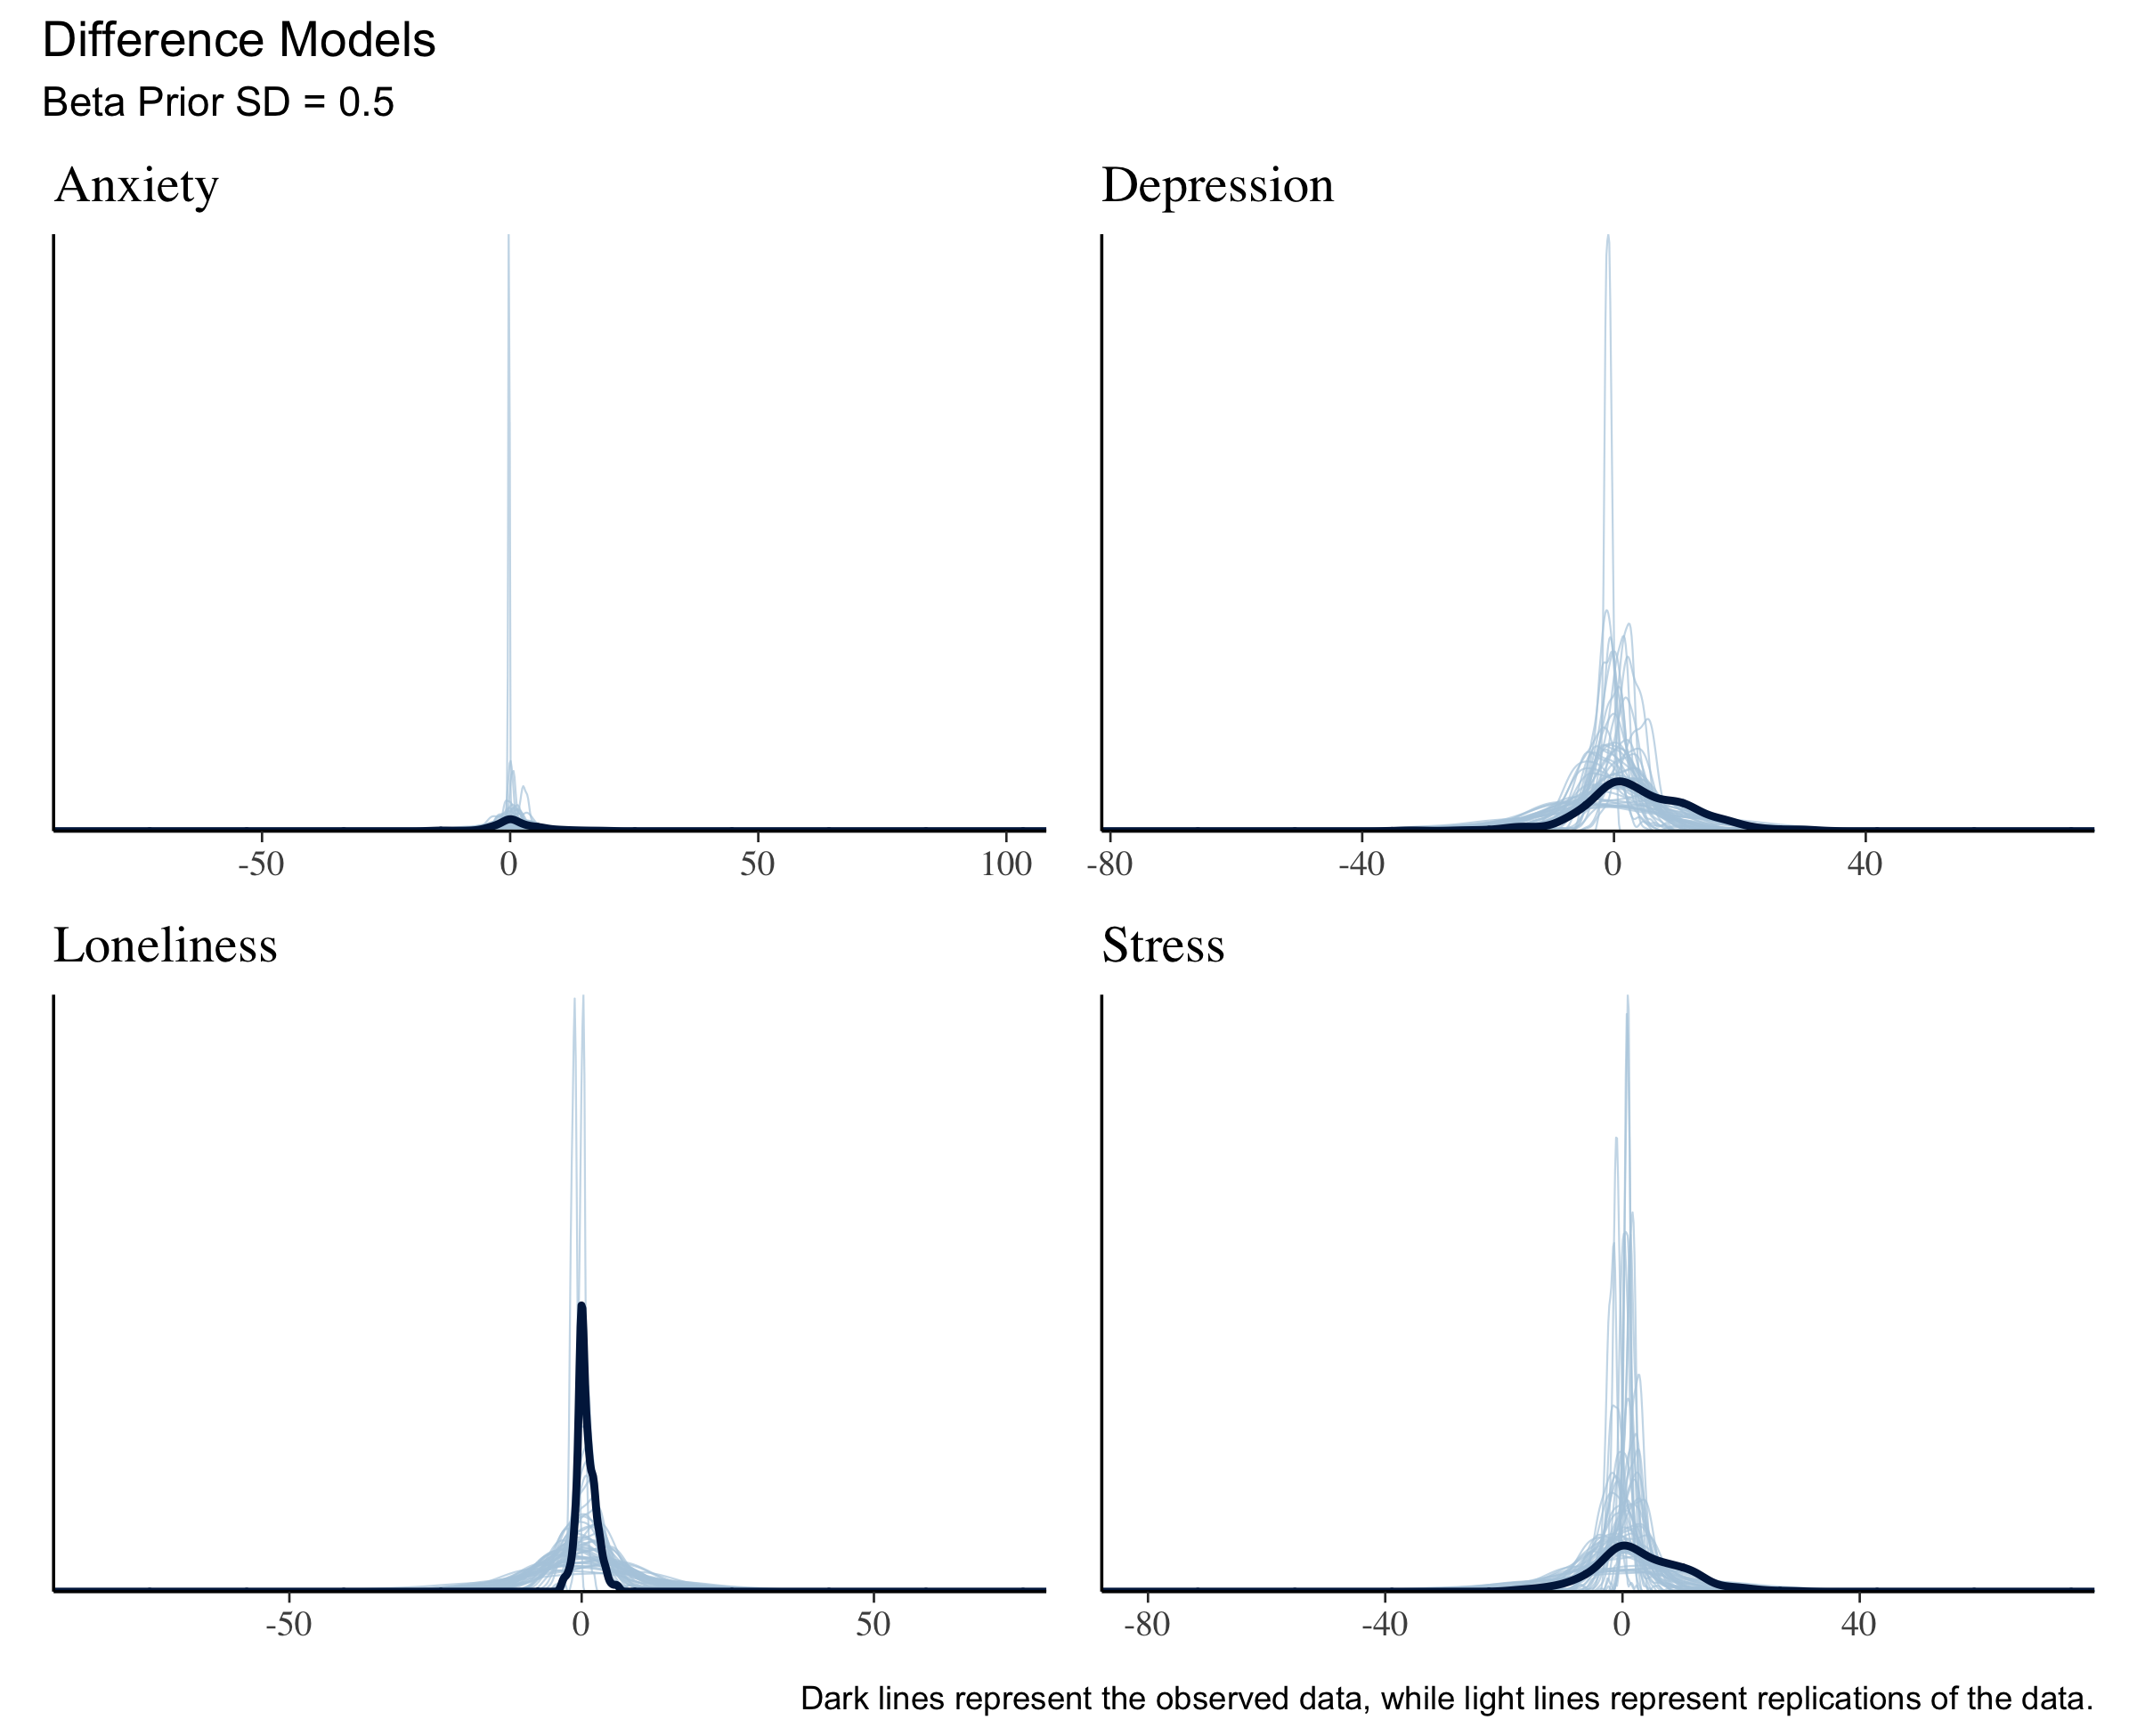 Difference Models
Beta Prior SD = 0.5
Anxiety
-50 0 50 100
Depression
-80 -40 0 40
Loneliness
-50 0 50
Stress
-80 -40 0 40
Dark lines represent the observed data, while light lines represent replications of the data.